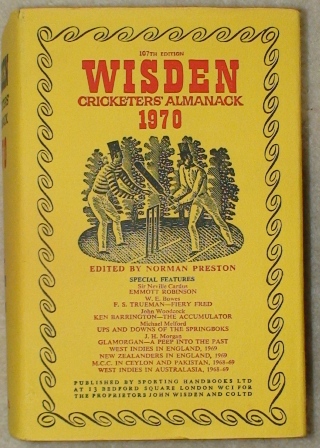 107TH EDITION
WISDEN
CRICKETERS' ALMANACK
1970
EDITED BY NORMAN PRESTON
SPECIAL FEATURES
Sir Neville Cardus
EMMOTT ROBINSON
W. E. Bowes
F. S. TRUEMAN—FIERY FRED
John Woodcock
KEN BARRINGTON—THE ACCUMULATOR
Michael Melford
UPS AND DOWNS OF THE SPRINGBOKS
J. H. Morgan
GLAMORGAN—A PEEP INTO THE PAST
WEST INDIES IN ENGLAND, 1969
NEW ZEALANDERS IN ENGLAND, 1969
M.C.C. IN CEYLON AND PAKISTAN, 1968-69
WEST INDIES IN AUSTRALASIA, 1968-69
PUBLISHED BY SPORTING HANDBOOKS LTD
AT 13 BEDFORD SQUARE LONDON WC1 FOR
THE PROPRIETORS JOHN WISDEN AND CO LTD